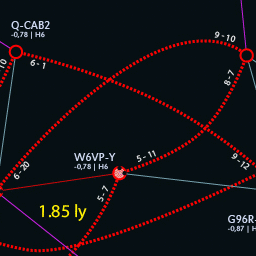 Q-CAB2
-0,78 | H6
9 - 10
6 - 1
10
8 - 7
W6VP-Y
-0,78 | H6
5 - 11
9 - 12
6 - 20
5 - 7
1.85 ly
G96R-
-0,87 | H